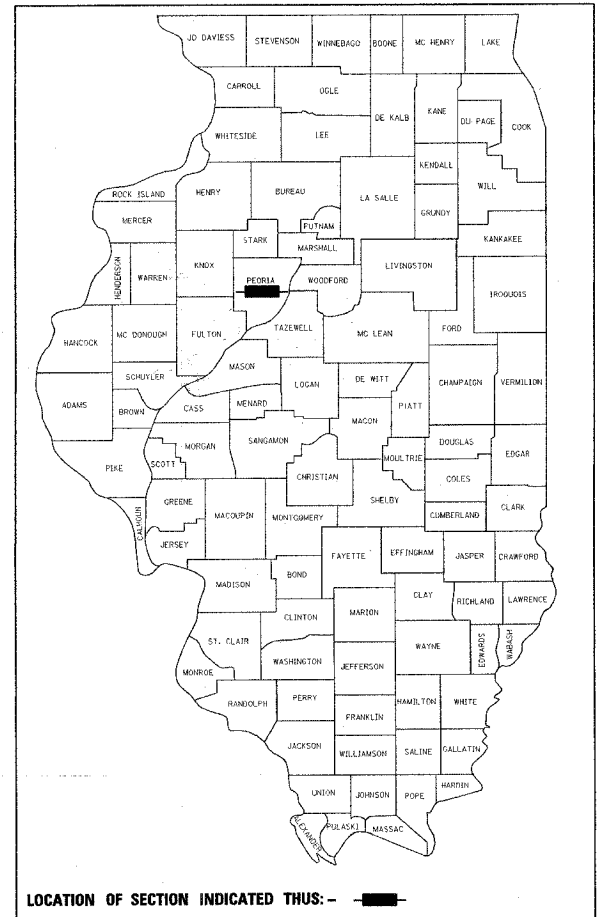 JO DAVIESS STEVENSON WINNEBAGO BOONE MC HENRY LAKE
CARROLL OGLE DE KALB KANE DU PAGE COOK
WHITESIDE LEE KENDALL WILL
ROCK ISLAND HENRY BUREAU LA SALLE GRUNDY
MERCER PUTNAM KANKAKEE
STARK MARSHALL
HENDERSON WARREN KNOX PEORIA WOODFORD LIVINGSTON IROQUOIS
HANCOCK MC DONOUGH FULTON TAZEWELL MC LEAN FORD
SCHUYLER MASON LOGAN DE WITT CHAMPAIGN VERMILION
ADAMS BROWN CASS MENARD MACON PIATT
PIKE SCOTT MORGAN SANGAMON MOULTRIE DOUGLAS EDGAR
CHRISTIAN COLES
GREENE MACOUPIN MONTGOMERY SHELBY CUMBERLAND CLARK
CALHOUN JERSEY FAYETTE EFFINGHAM JASPER CRAWFORD
MADISON BOND CLAY RICHLAND LAWRENCE
CLINTON MARION
ST. CLAIR WASHINGTON JEFFERSON WAYNE EDWARDS WABASH
MONROE
RANDOLPH PERRY FRANKLIN HAMILTON WHITE
JACKSON WILLIAMSON SALINE GALLATIN
UNION JOHNSON POPE HARDIN
ALEXANDER PULASKI MASSAC
LOCATION OF SECTION INDICATED THUS: -